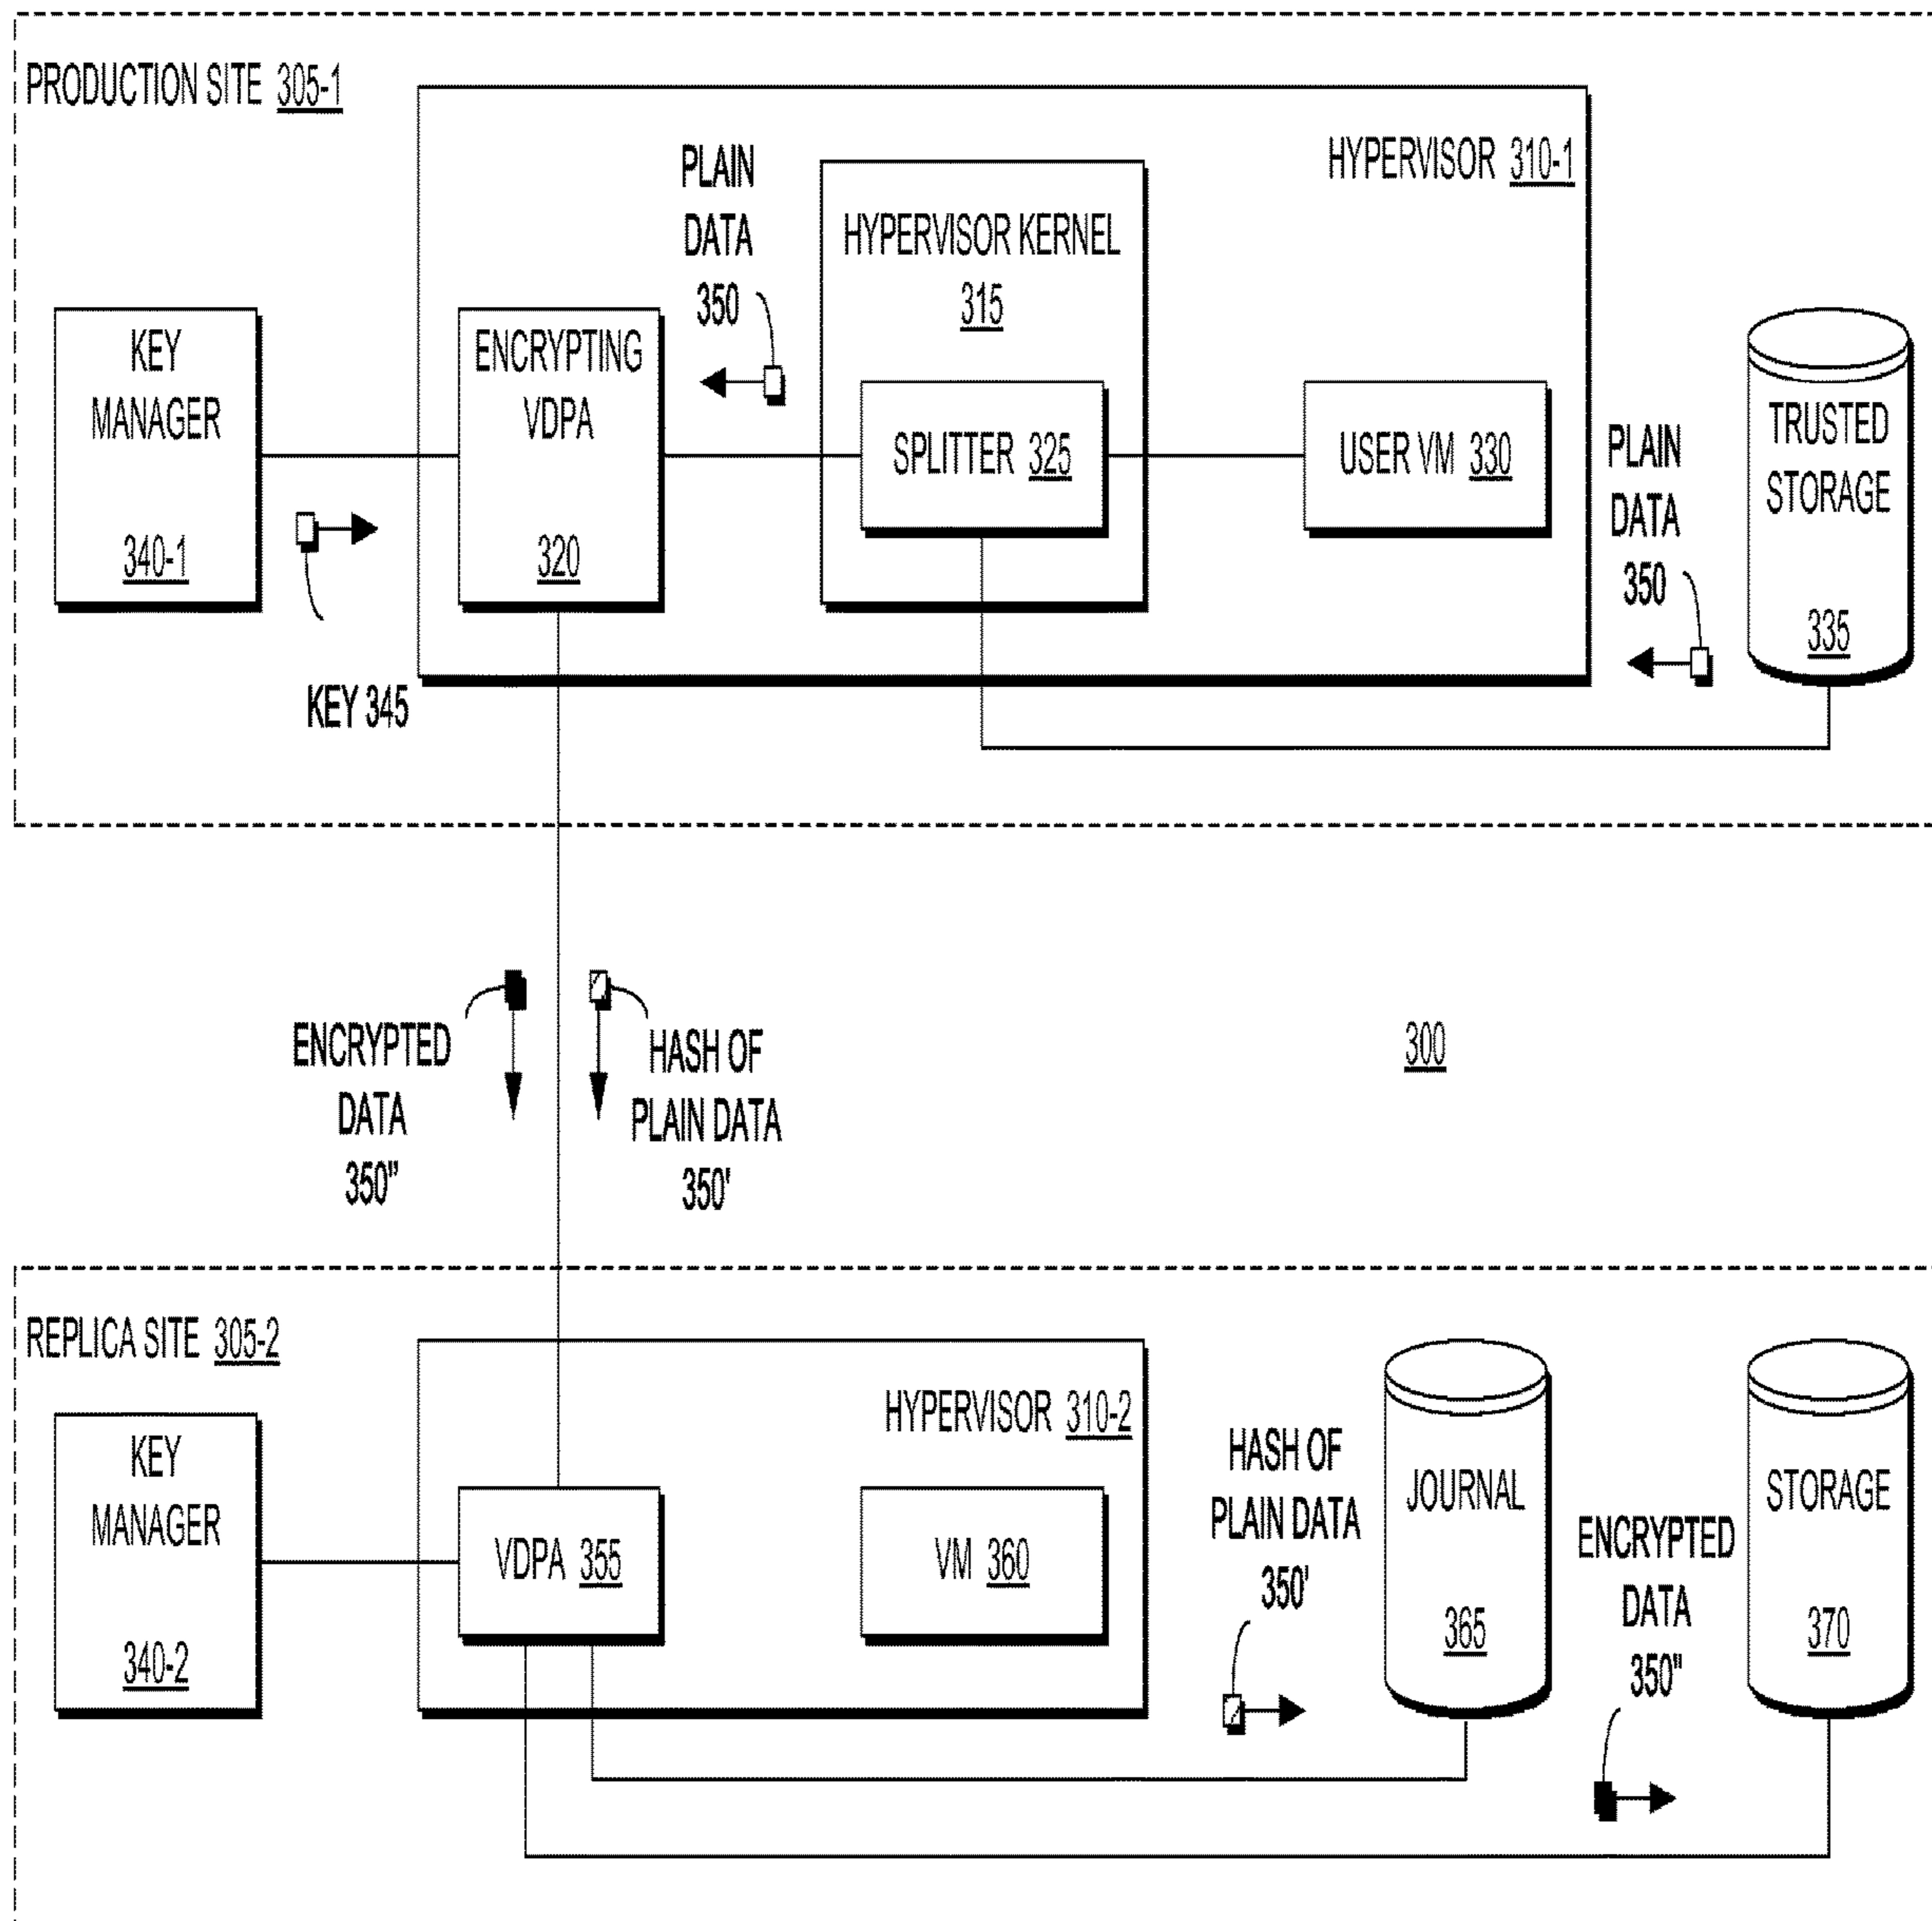 PRODUCTION SITE 305-1
HYPERVISOR 310-1
PLAIN
DATA
350
HYPERVISOR KERNEL
315
KEY
MANAGER
340-1
ENCRYPTING
VDPA
320
SPLITTER 325
USER VM 330
PLAIN
DATA
350
TRUSTED
STORAGE
335
KEY 345
ENCRYPTED
DATA
350"
HASH OF
PLAIN DATA
350'
300
REPLICA SITE 305-2
HYPERVISOR 310-2
KEY
MANAGER
340-2
VDPA 355
VM 360
HASH OF
PLAIN DATA
350'
JOURNAL
365
ENCRYPTED
DATA
350"
STORAGE
370